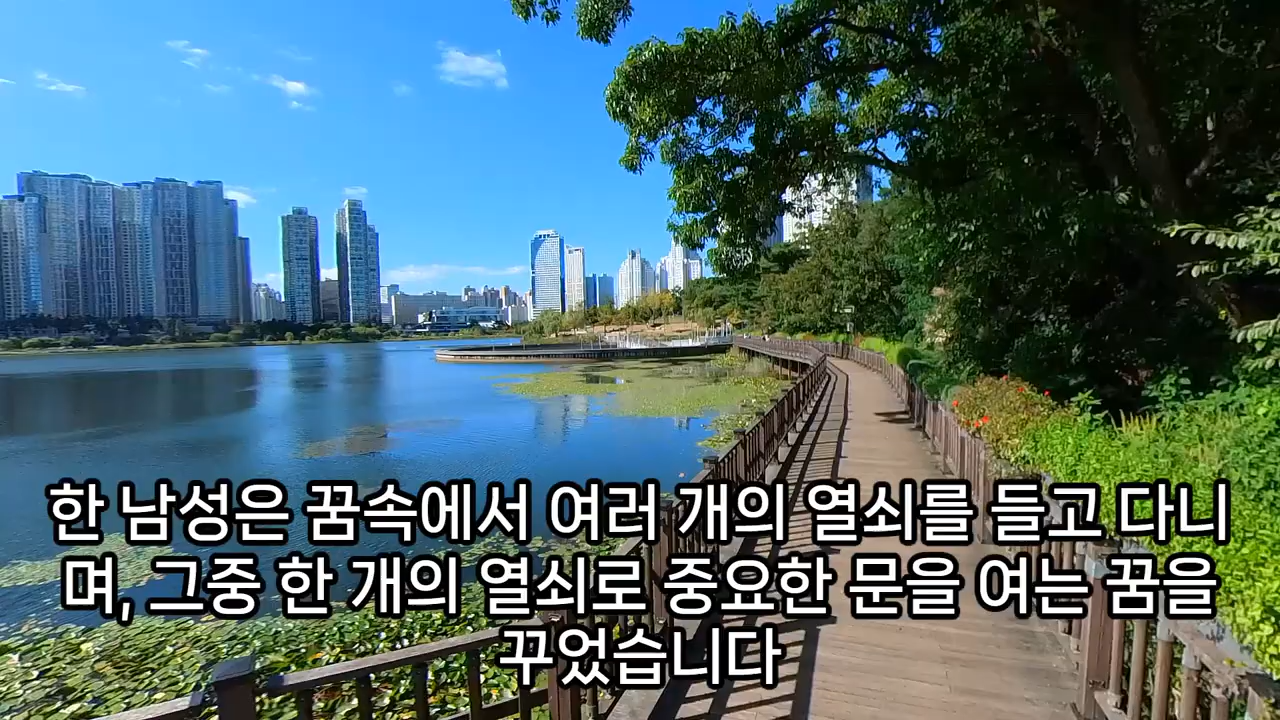 한 남성은 꿈속에서 여러 개의 열쇠를 들고 다니
며, 그중 한 개의 열쇠로 중요한 문을 여는 꿈을
꾸었습니다